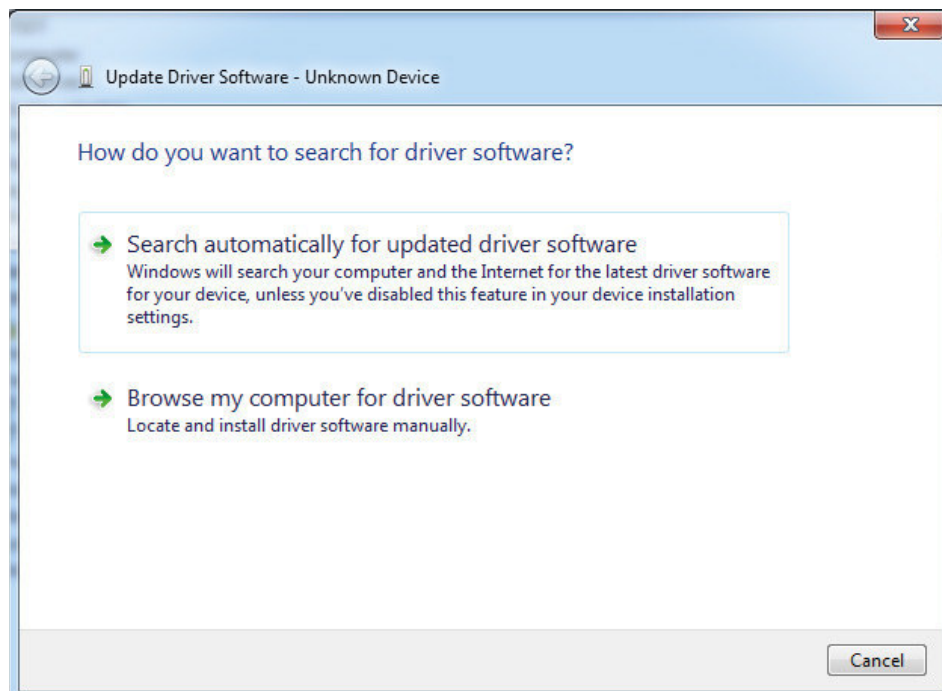 Update Driver Software - Unknown Device
How do you want to search for driver software?
Search automatically for updated driver software
Windows will search your computer and the Internet for the latest driver software
for your device, unless you've disabled this feature in your device installation
settings.
Browse my computer for driver software
Locate and install driver software manually.
Cancel